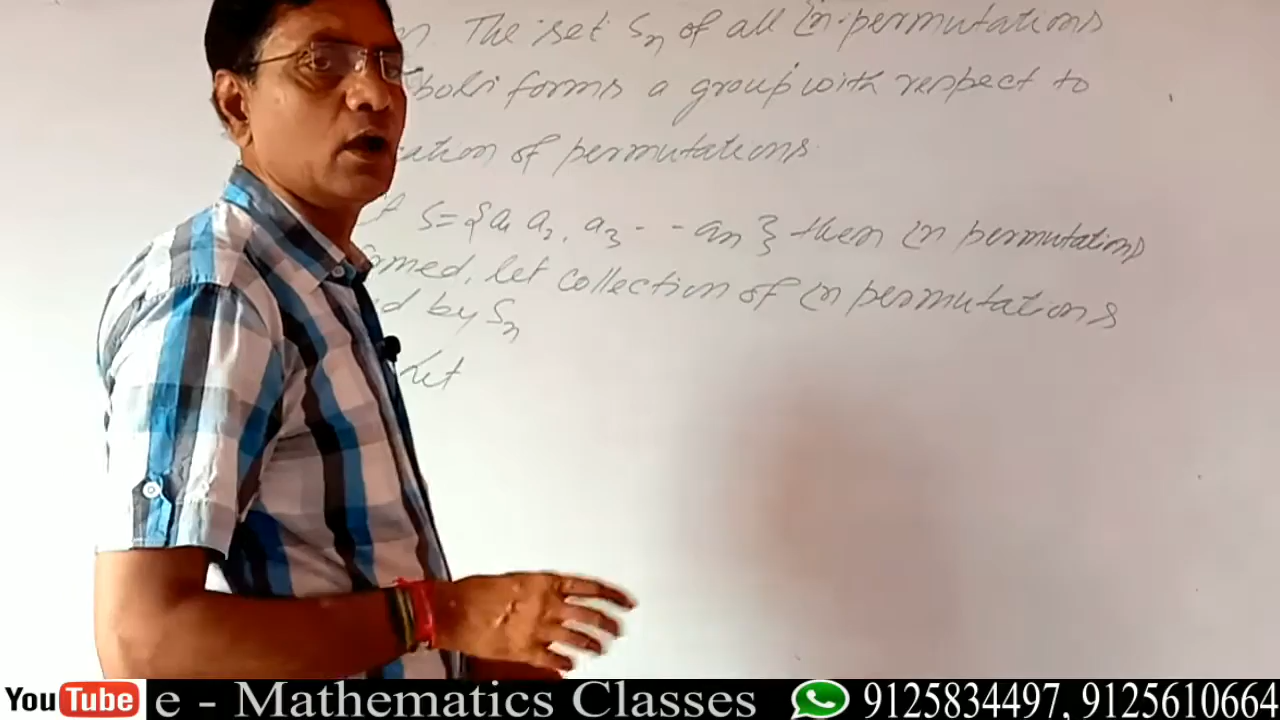 The set Sn of all ⌊n permutations
forms a group with respect to
of permutations.
S={a1 a2, a3 - - - an} then ⌊n permutations
let collection of ⌊n permutations
by Sn
Let
YouTube e - Mathematics Classes 9125834497, 9125610664